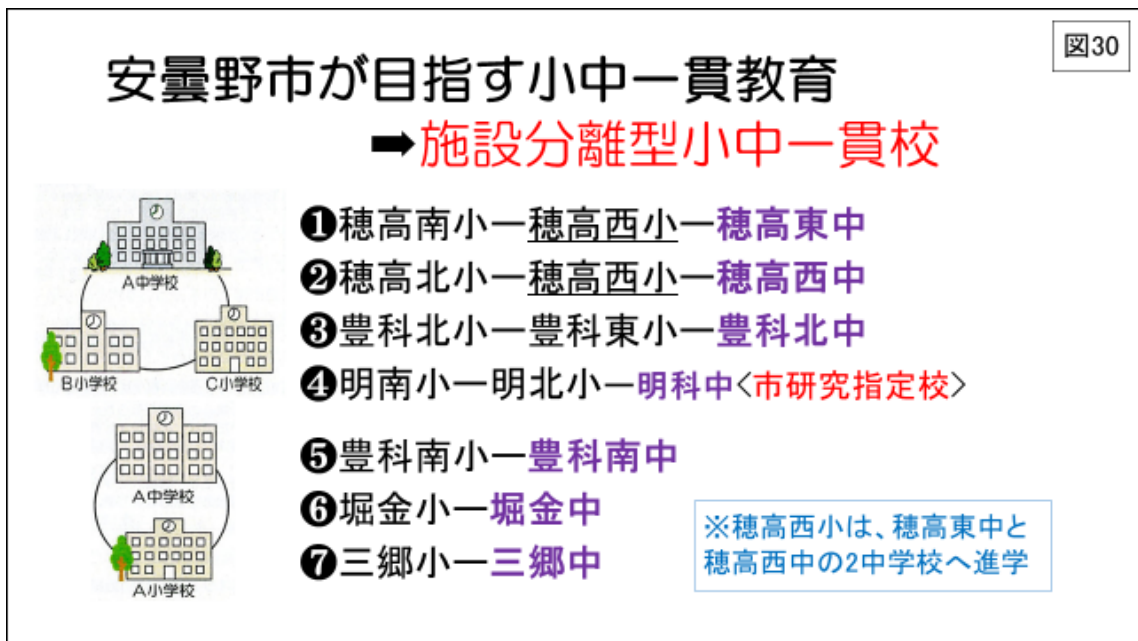 図30
安曇野市が目指す小中一貫教育
➡施設分離型小中一貫校
A中学校
B小学校
C小学校
❶穂高南小ー穂高西小ー穂高東中
❷穂高北小ー穂高西小ー穂高西中
❸豊科北小ー豊科東小ー豊科北中
❹明南小ー明北小ー明科中<市研究指定校>
A中学校
A小学校
❺豊科南小ー豊科南中
❻堀金小ー堀金中
❼三郷小ー三郷中
※穂高西小は、穂高東中と
穂高西中の2中学校へ進学